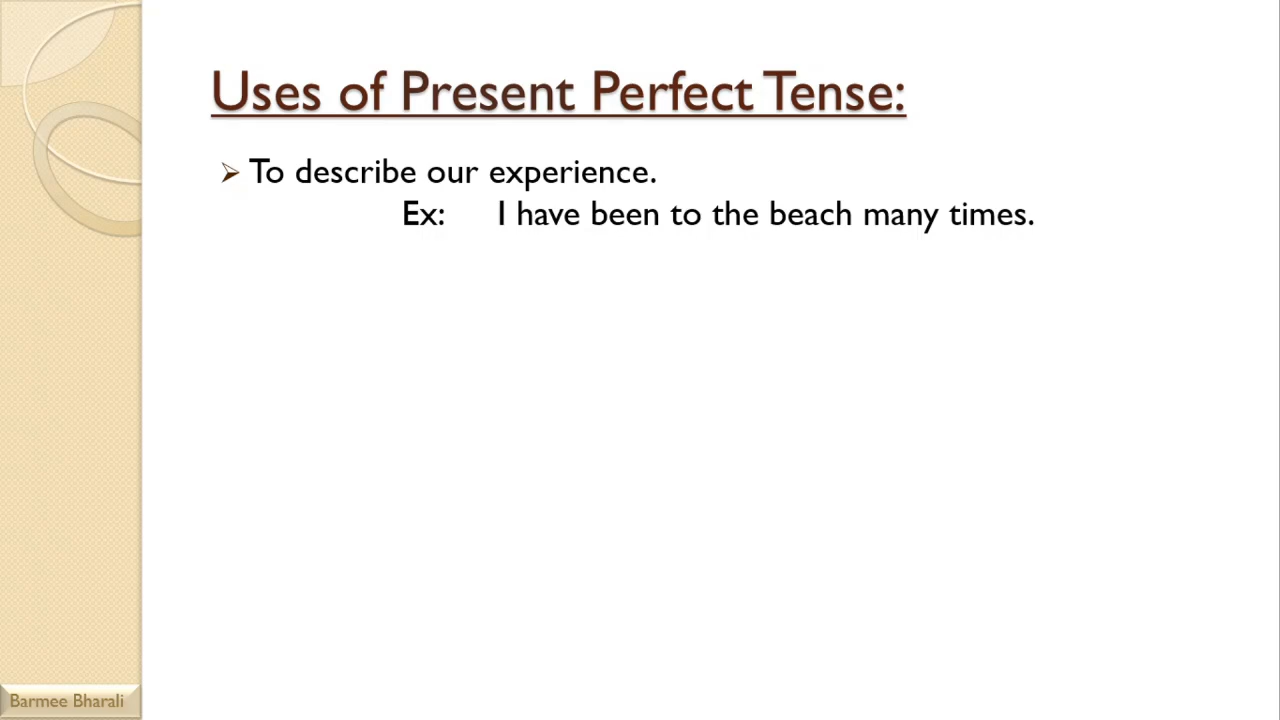 Uses of Present Perfect Tense:
➢ To describe our experience.
Ex: I have been to the beach many times.
Barmee Bharali